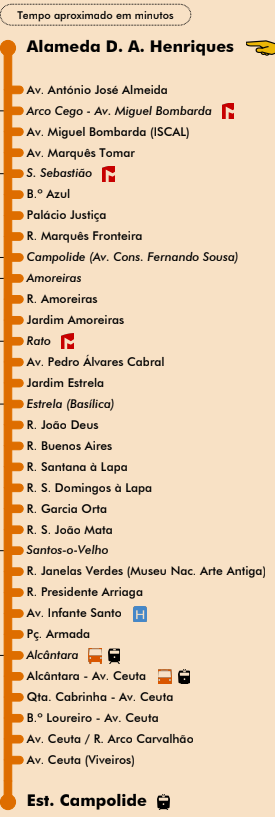 Tempo aproximado em minutos
Alameda D. A. Henriques
Av. António José Almeida
Arco Cego - Av. Miguel Bombarda
Av. Miguel Bombarda (ISCAL)
Av. Marquês Tomar
S. Sebastião
B.º Azul
Palácio Justiça
R. Marquês Fronteira
Campolide (Av. Cons. Fernando Sousa)
Amoreiras
R. Amoreiras
Jardim Amoreiras
Rato
Av. Pedro Álvares Cabral
Jardim Estrela
Estrela (Basílica)
R. João Deus
R. Buenos Aires
R. Santana à Lapa
R. S. Domingos à Lapa
R. Garcia Orta
R. S. João Mata
Santos-o-Velho
R. Janelas Verdes (Museu Nac. Arte Antiga)
R. Presidente Arriaga
Av. Infante Santo H
Pç. Armada
Alcântara
Alcântara - Av. Ceuta
Qta. Cabrinha - Av. Ceuta
B.º Loureiro - Av. Ceuta
Av. Ceuta / R. Arco Carvalhão
Av. Ceuta (Viveiros)
Est. Campolide